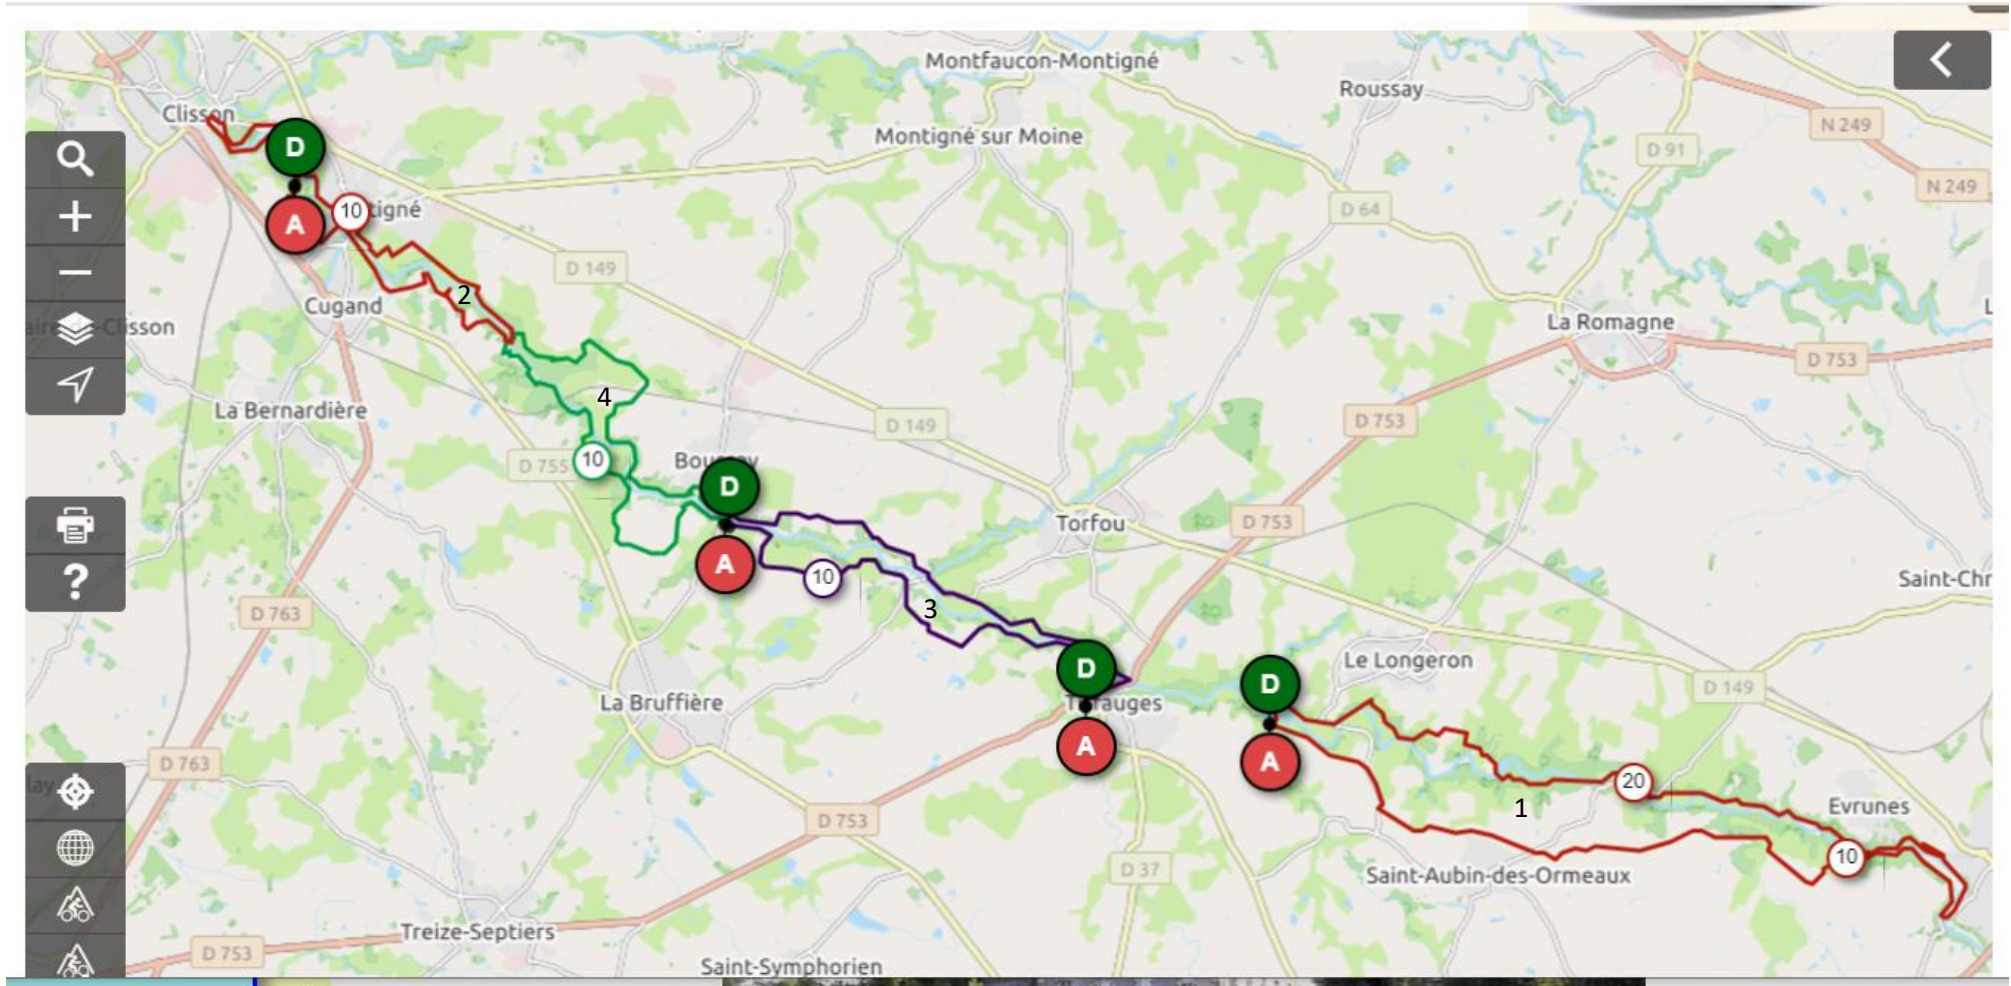 Montfaucon-Montigné
Roussay
Clisson
N 249
Montigné sur Moine
D
D 91
N 249
10
tigné
D 64
A
D 149
2
Cugand
Clisson
La Romagne
D 753
4
La Bernardière
D 149
D 753
D 755
10
D
Torfou
D 753
A
10
Saint-Chr
D 763
3
D
Le Longeron
D
D 149
La Bruffière
A
A
D 763
20
1
Evrunes
D 753
10
D 37
Saint-Aubin-des-Ormeaux
Treize-Septiers
D 753
Saint-Symphorien